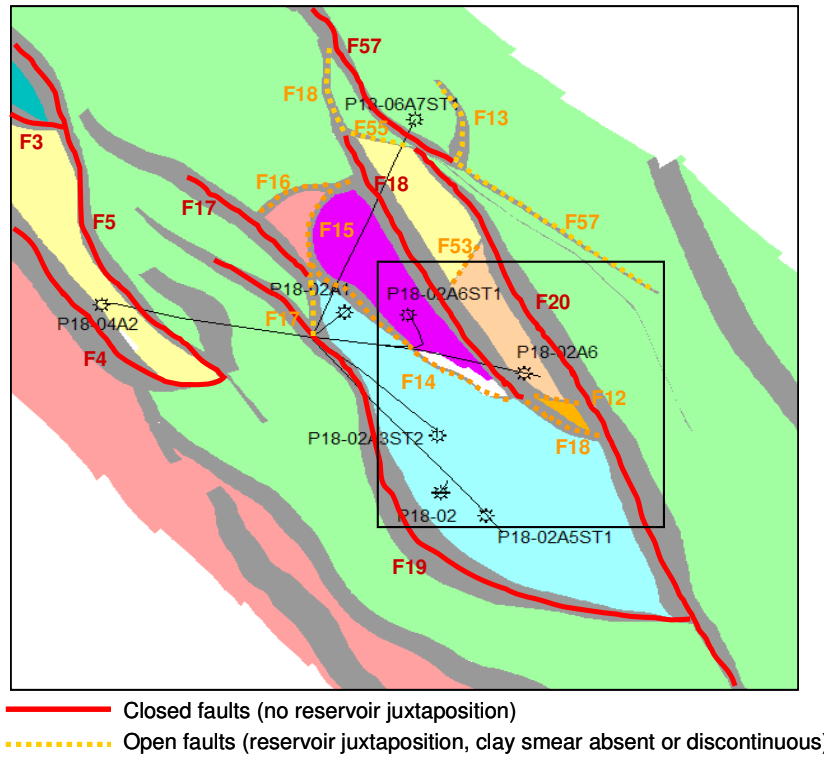 F57
F18
P18-06A7ST1
F13
F55
F3
F16
F18
F17
F5
F15
F57
F53
P18-02A1
P18-02A6ST1
F20
P18-04A2
F17
F4
P18-02A6
F14
F12
P18-02A3ST2
F18
P18-02
P18-02A5ST1
F19
Closed faults (no reservoir juxtaposition)
Open faults (reservoir juxtaposition, clay smear absent or discontinuous)